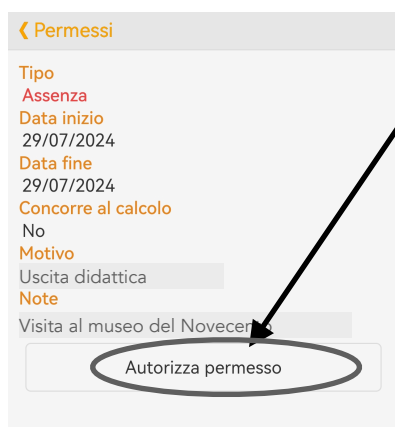 Permessi
Tipo
Assenza
Data inizio
29/07/2024
Data fine
29/07/2024
Concorre al calcolo
No
Motivo
Uscita didattica
Note
Visita al museo del Novecento
Autorizza permesso